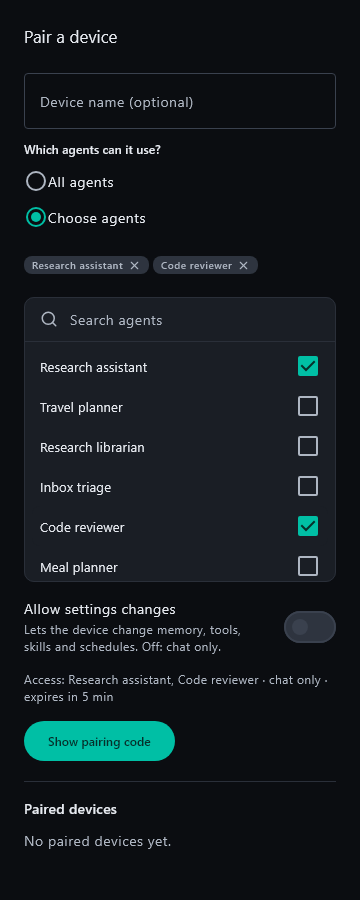 Pair a device
Device name (optional)
Which agents can it use?
All agents
Choose agents
Research assistant
Code reviewer
Search agents
Research assistant
Travel planner
Research librarian
Inbox triage
Code reviewer
Meal planner
Allow settings changes
Lets the device change memory, tools,
skills and schedules. Off: chat only.
Access: Research assistant, Code reviewer · chat only ·
expires in 5 min
Show pairing code
Paired devices
No paired devices yet.